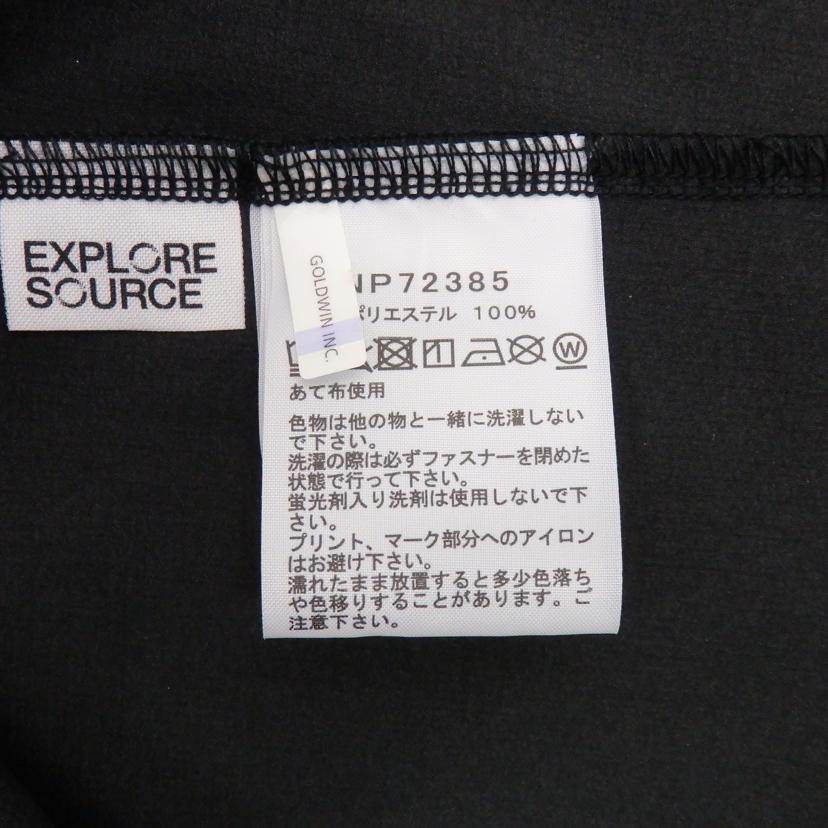 EXPLORE
SOURCE
GOLDWIN INC.
NP72385
ポリエステル 100%
W
あて布使用
色物は他の物と一緒に洗濯しない
で下さい。
洗濯の際は必ずファスナーを閉めた
状態で行って下さい。
蛍光剤入り洗剤は使用しないで下
さい。
プリント、マーク部分へのアイロン
はお避け下さい。
濡れたまま放置すると多少色落ち
や色移りすることがあります。ご
注意下さい。